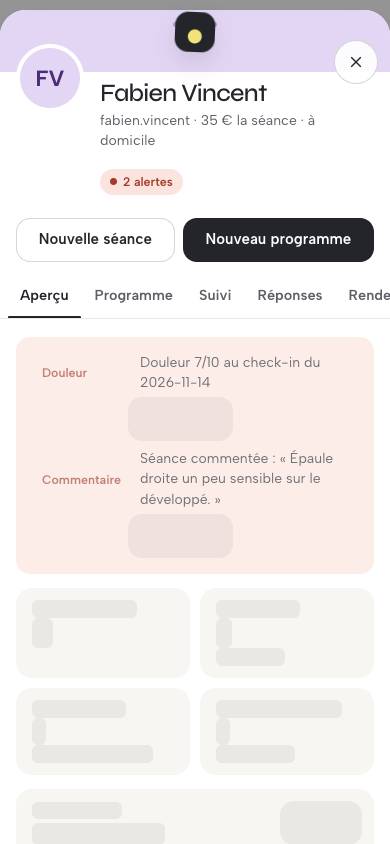 FV
Fabien Vincent
fabien.vincent · 35 € la séance · à
domicile
2 alertes
Nouvelle séance
Nouveau programme
Aperçu
Programme
Suivi
Réponses
Rende
Douleur
Douleur 7/10 au check-in du
2026-11-14
Commentaire
Séance commentée : « Épaule
droite un peu sensible sur le
développé. »